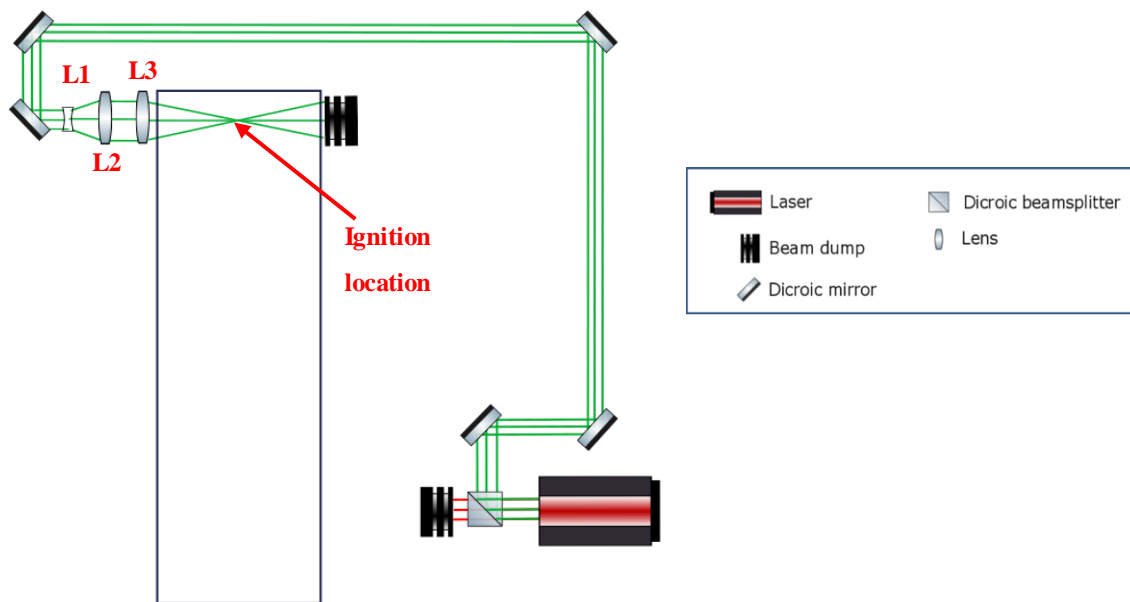 L1
L3
L2
Ignition
location
Laser
Beam dump
Dicroic mirror
Dicroic beamsplitter
Lens